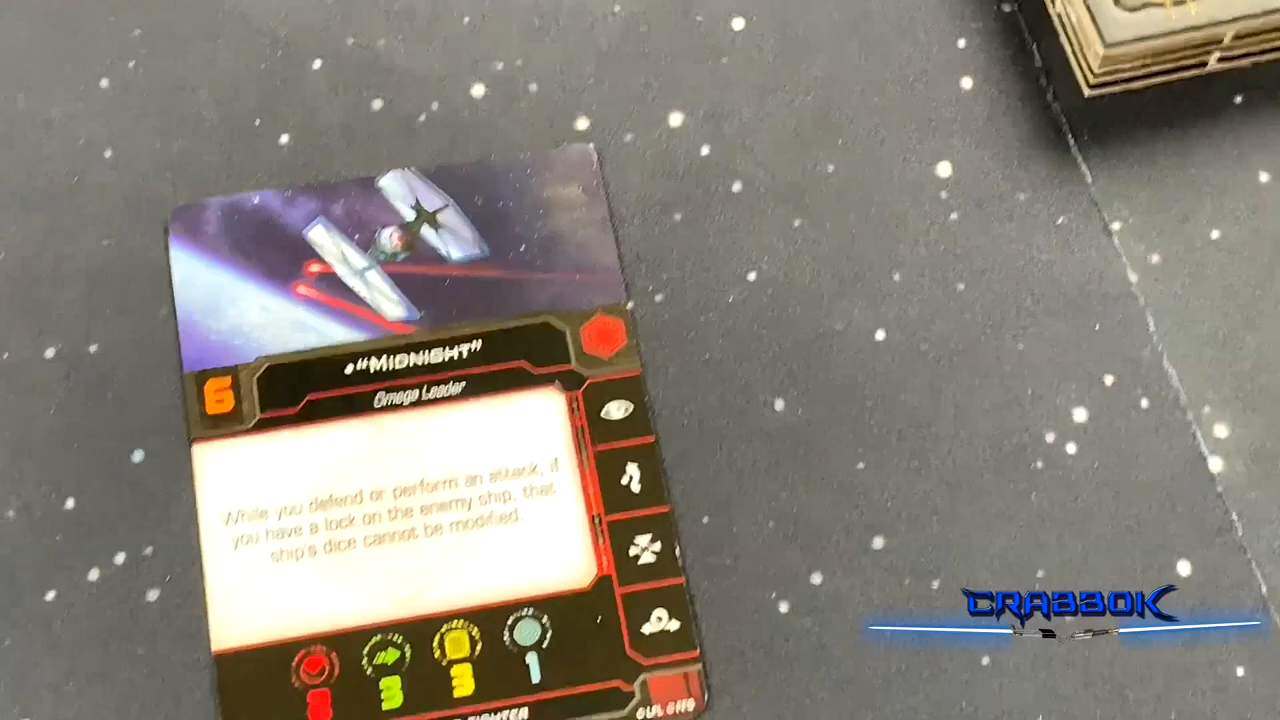 "MIDNIGHT"
6
Omega Leader
While you defend or perform an attack, if
you have a lock on the enemy ship, that
ship's dice cannot be modified.
3
3
1
FIGHTER
CRABBOK